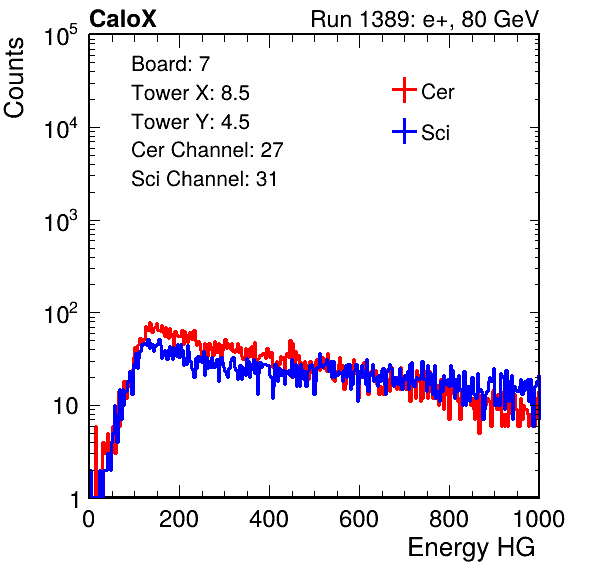 CaloX Run 1389: e+, 80 GeV
Counts
Board: 7
Tower X: 8.5
Tower Y: 4.5
Cer Channel: 27
Sci Channel: 31
Cer
Sci
10^5
10^4
10^3
10^2
10
1
0 200 400 600 800 1000
Energy HG